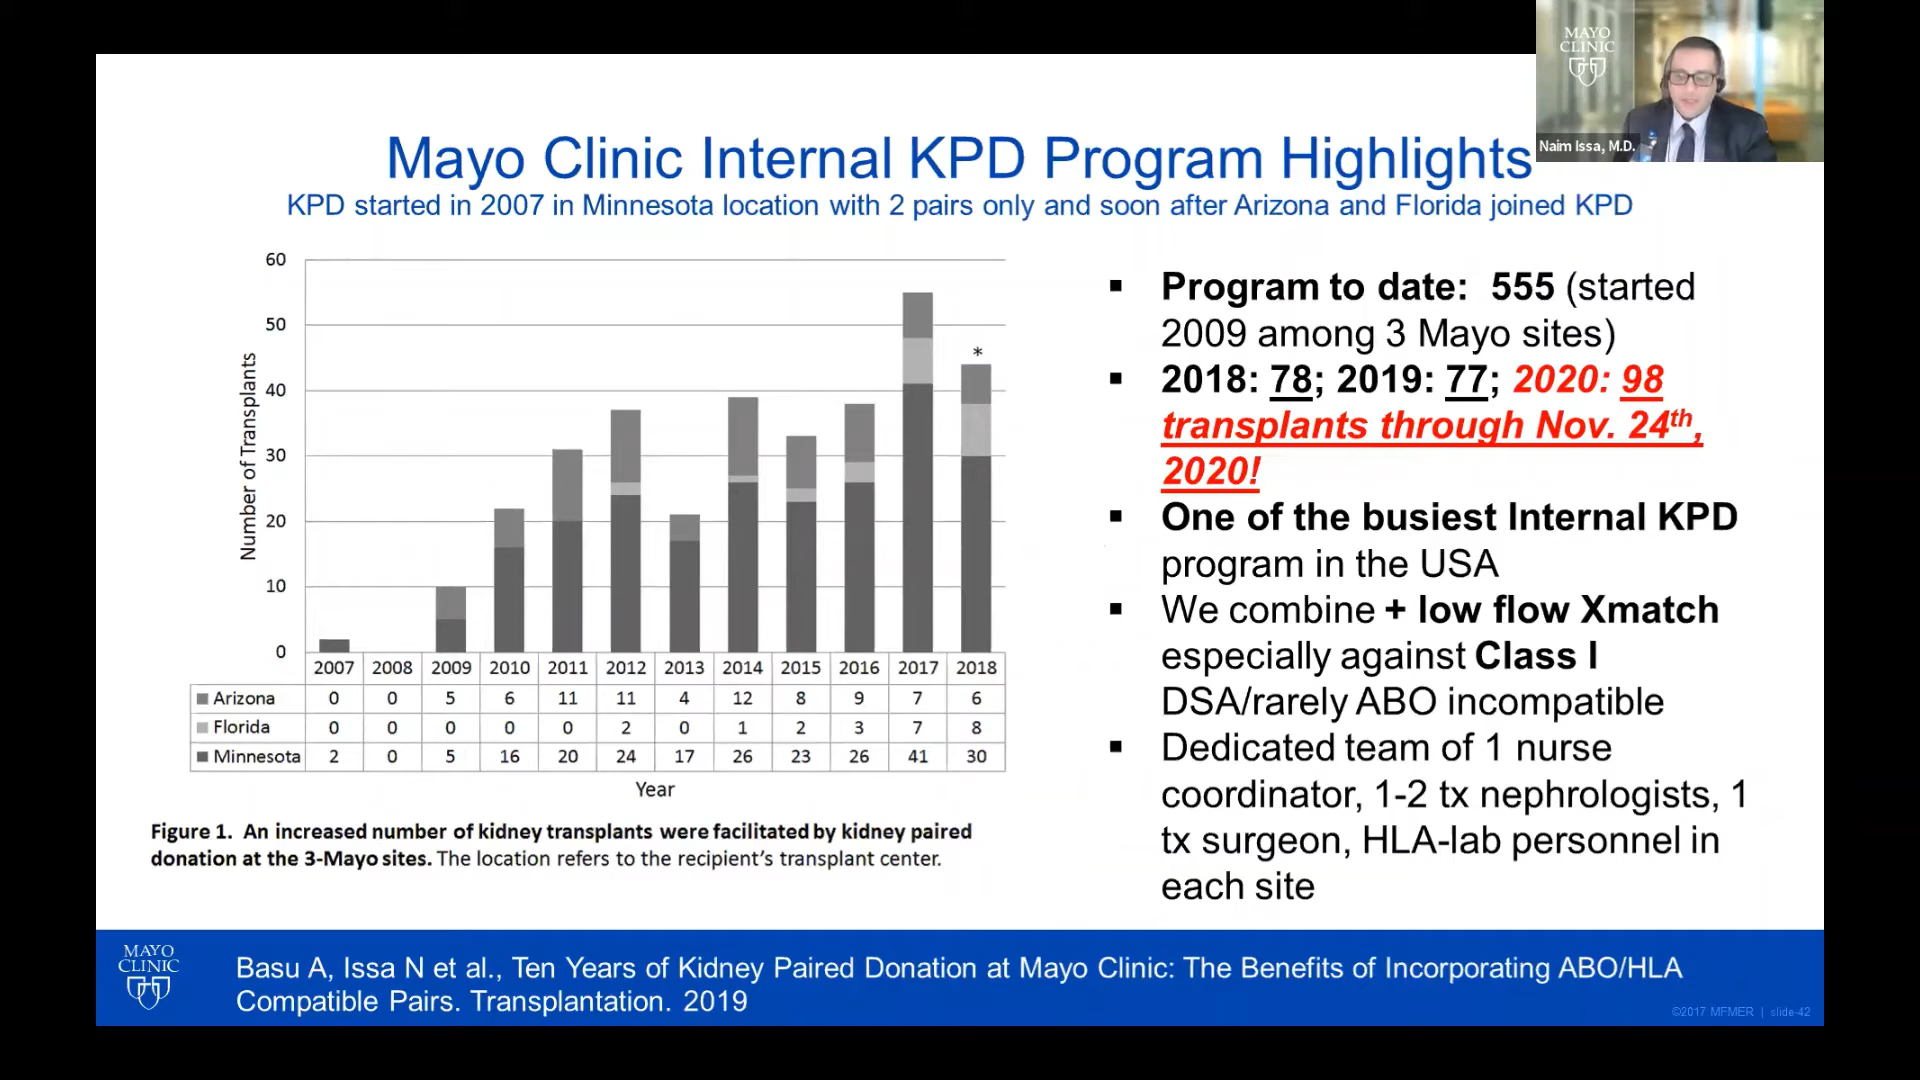 MAYO
CLINIC
Naim Issa, M.D.
Mayo Clinic Internal KPD Program Highlights
KPD started in 2007 in Minnesota location with 2 pairs only and soon after Arizona and Florida joined KPD
60
50
40
30
20
10
0
Number of Transplants
*
2007 2008 2009 2010 2011 2012 2013 2014 2015 2016 2017 2018
Arizona 0 0 5 6 11 11 4 12 8 9 7 6
Florida 0 0 0 0 0 2 0 1 2 3 7 8
Minnesota 2 0 5 16 20 24 17 26 23 26 41 30
Year
Figure 1. An increased number of kidney transplants were facilitated by kidney paired
donation at the 3-Mayo sites. The location refers to the recipient's transplant center.
▪ Program to date: 555 (started
2009 among 3 Mayo sites)
▪ 2018: 78; 2019: 77; 2020: 98
transplants through Nov. 24th,
2020!
▪ One of the busiest Internal KPD
program in the USA
▪ We combine + low flow Xmatch
especially against Class I
DSA/rarely ABO incompatible
▪ Dedicated team of 1 nurse
coordinator, 1-2 tx nephrologists, 1
tx surgeon, HLA-lab personnel in
each site
MAYO
CLINIC
Basu A, Issa N et al., Ten Years of Kidney Paired Donation at Mayo Clinic: The Benefits of Incorporating ABO/HLA
Compatible Pairs. Transplantation. 2019
©2017 MFMER | slide-42